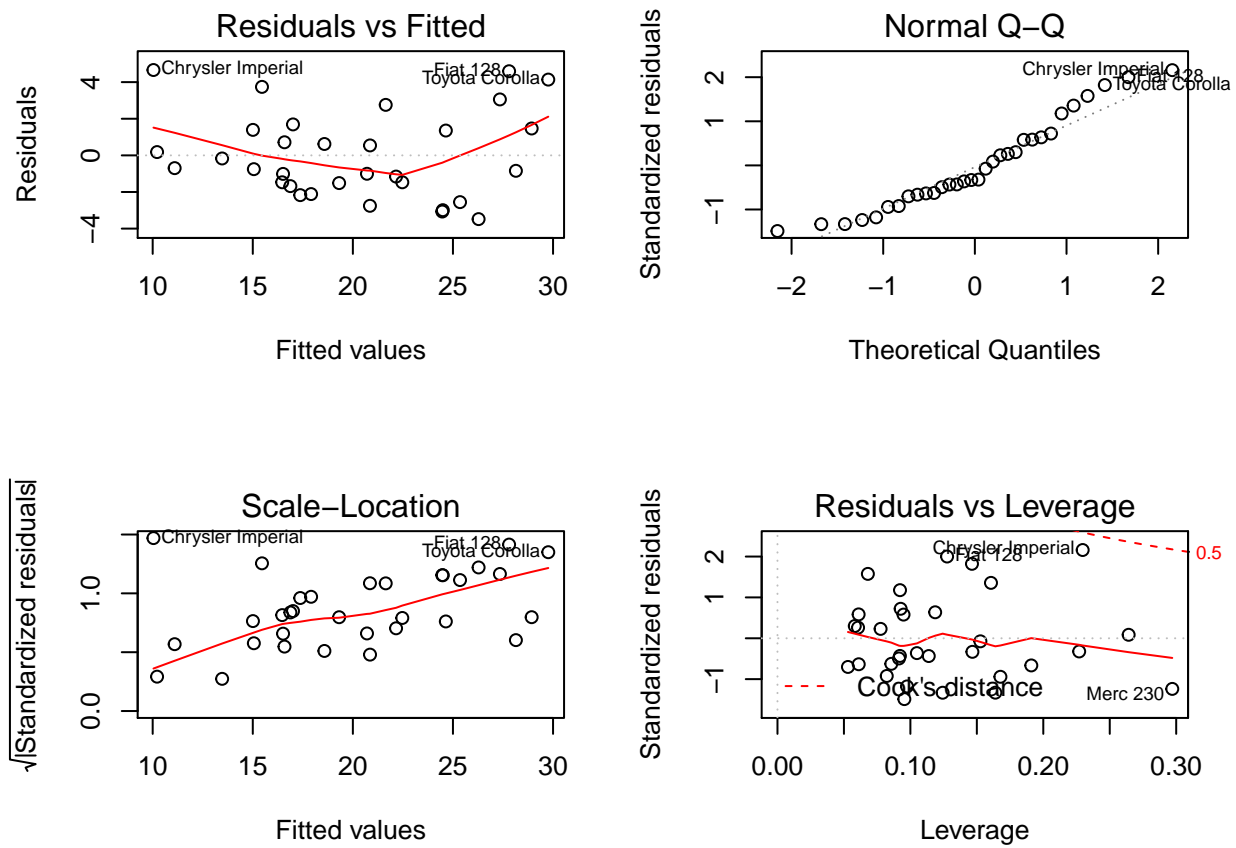 Residuals vs Fitted
Residuals
4
0
−4
Chrysler Imperial
Fiat 128
Toyota Corolla
10 15 20 25 30
Fitted values
Normal Q−Q
Standardized residuals
2
1
−1
Chrysler Imperial
Fiat 128
Toyota Corolla
−2 −1 0 1 2
Theoretical Quantiles
Scale−Location
√|Standardized residuals|
1.0
0.0
Chrysler Imperial
Fiat 128
Toyota Corolla
10 15 20 25 30
Fitted values
Residuals vs Leverage
Standardized residuals
2
1
−1
Chrysler Imperial
Fiat 128
0.5
Cook's distance
Merc 230
0.00 0.10 0.20 0.30
Leverage